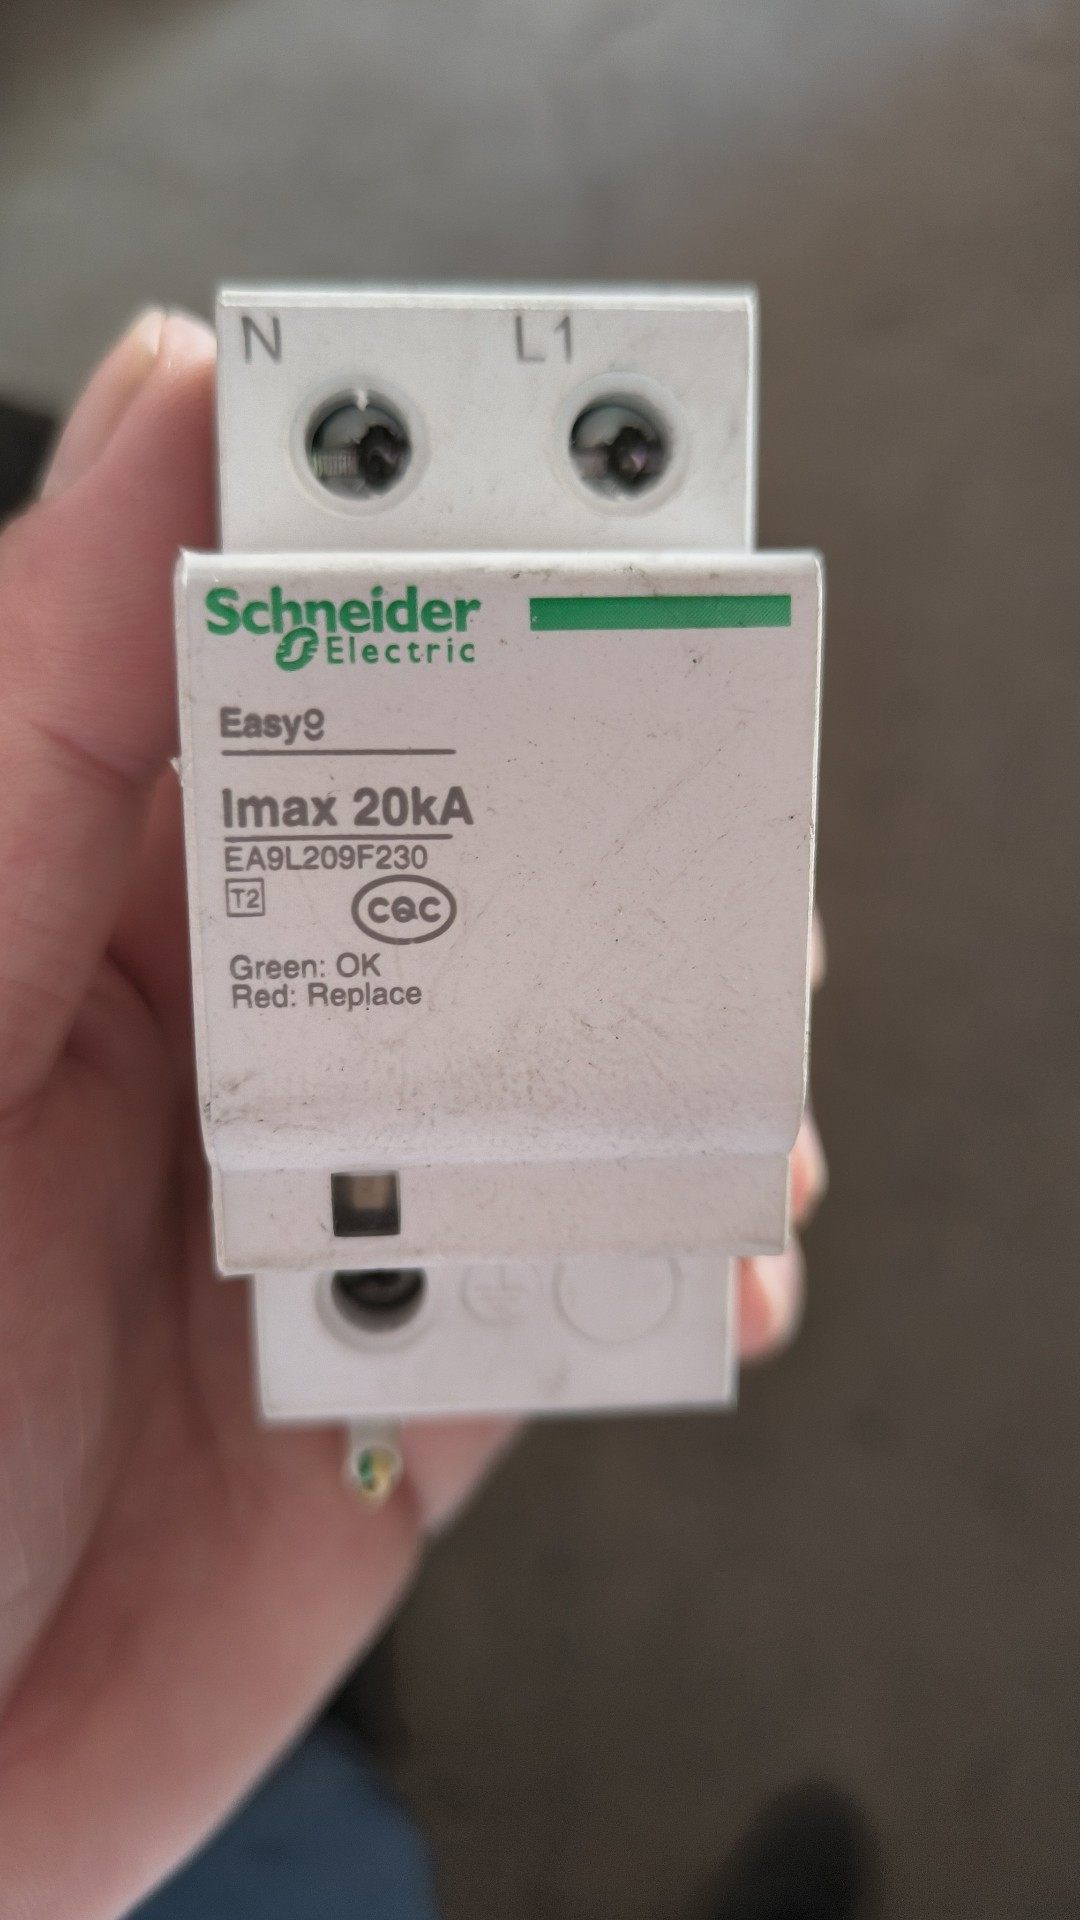 N L1
Schneider
Electric
Easy9
Imax 20kA
EA9L209F230
T2 CQC
Green: OK
Red: Replace